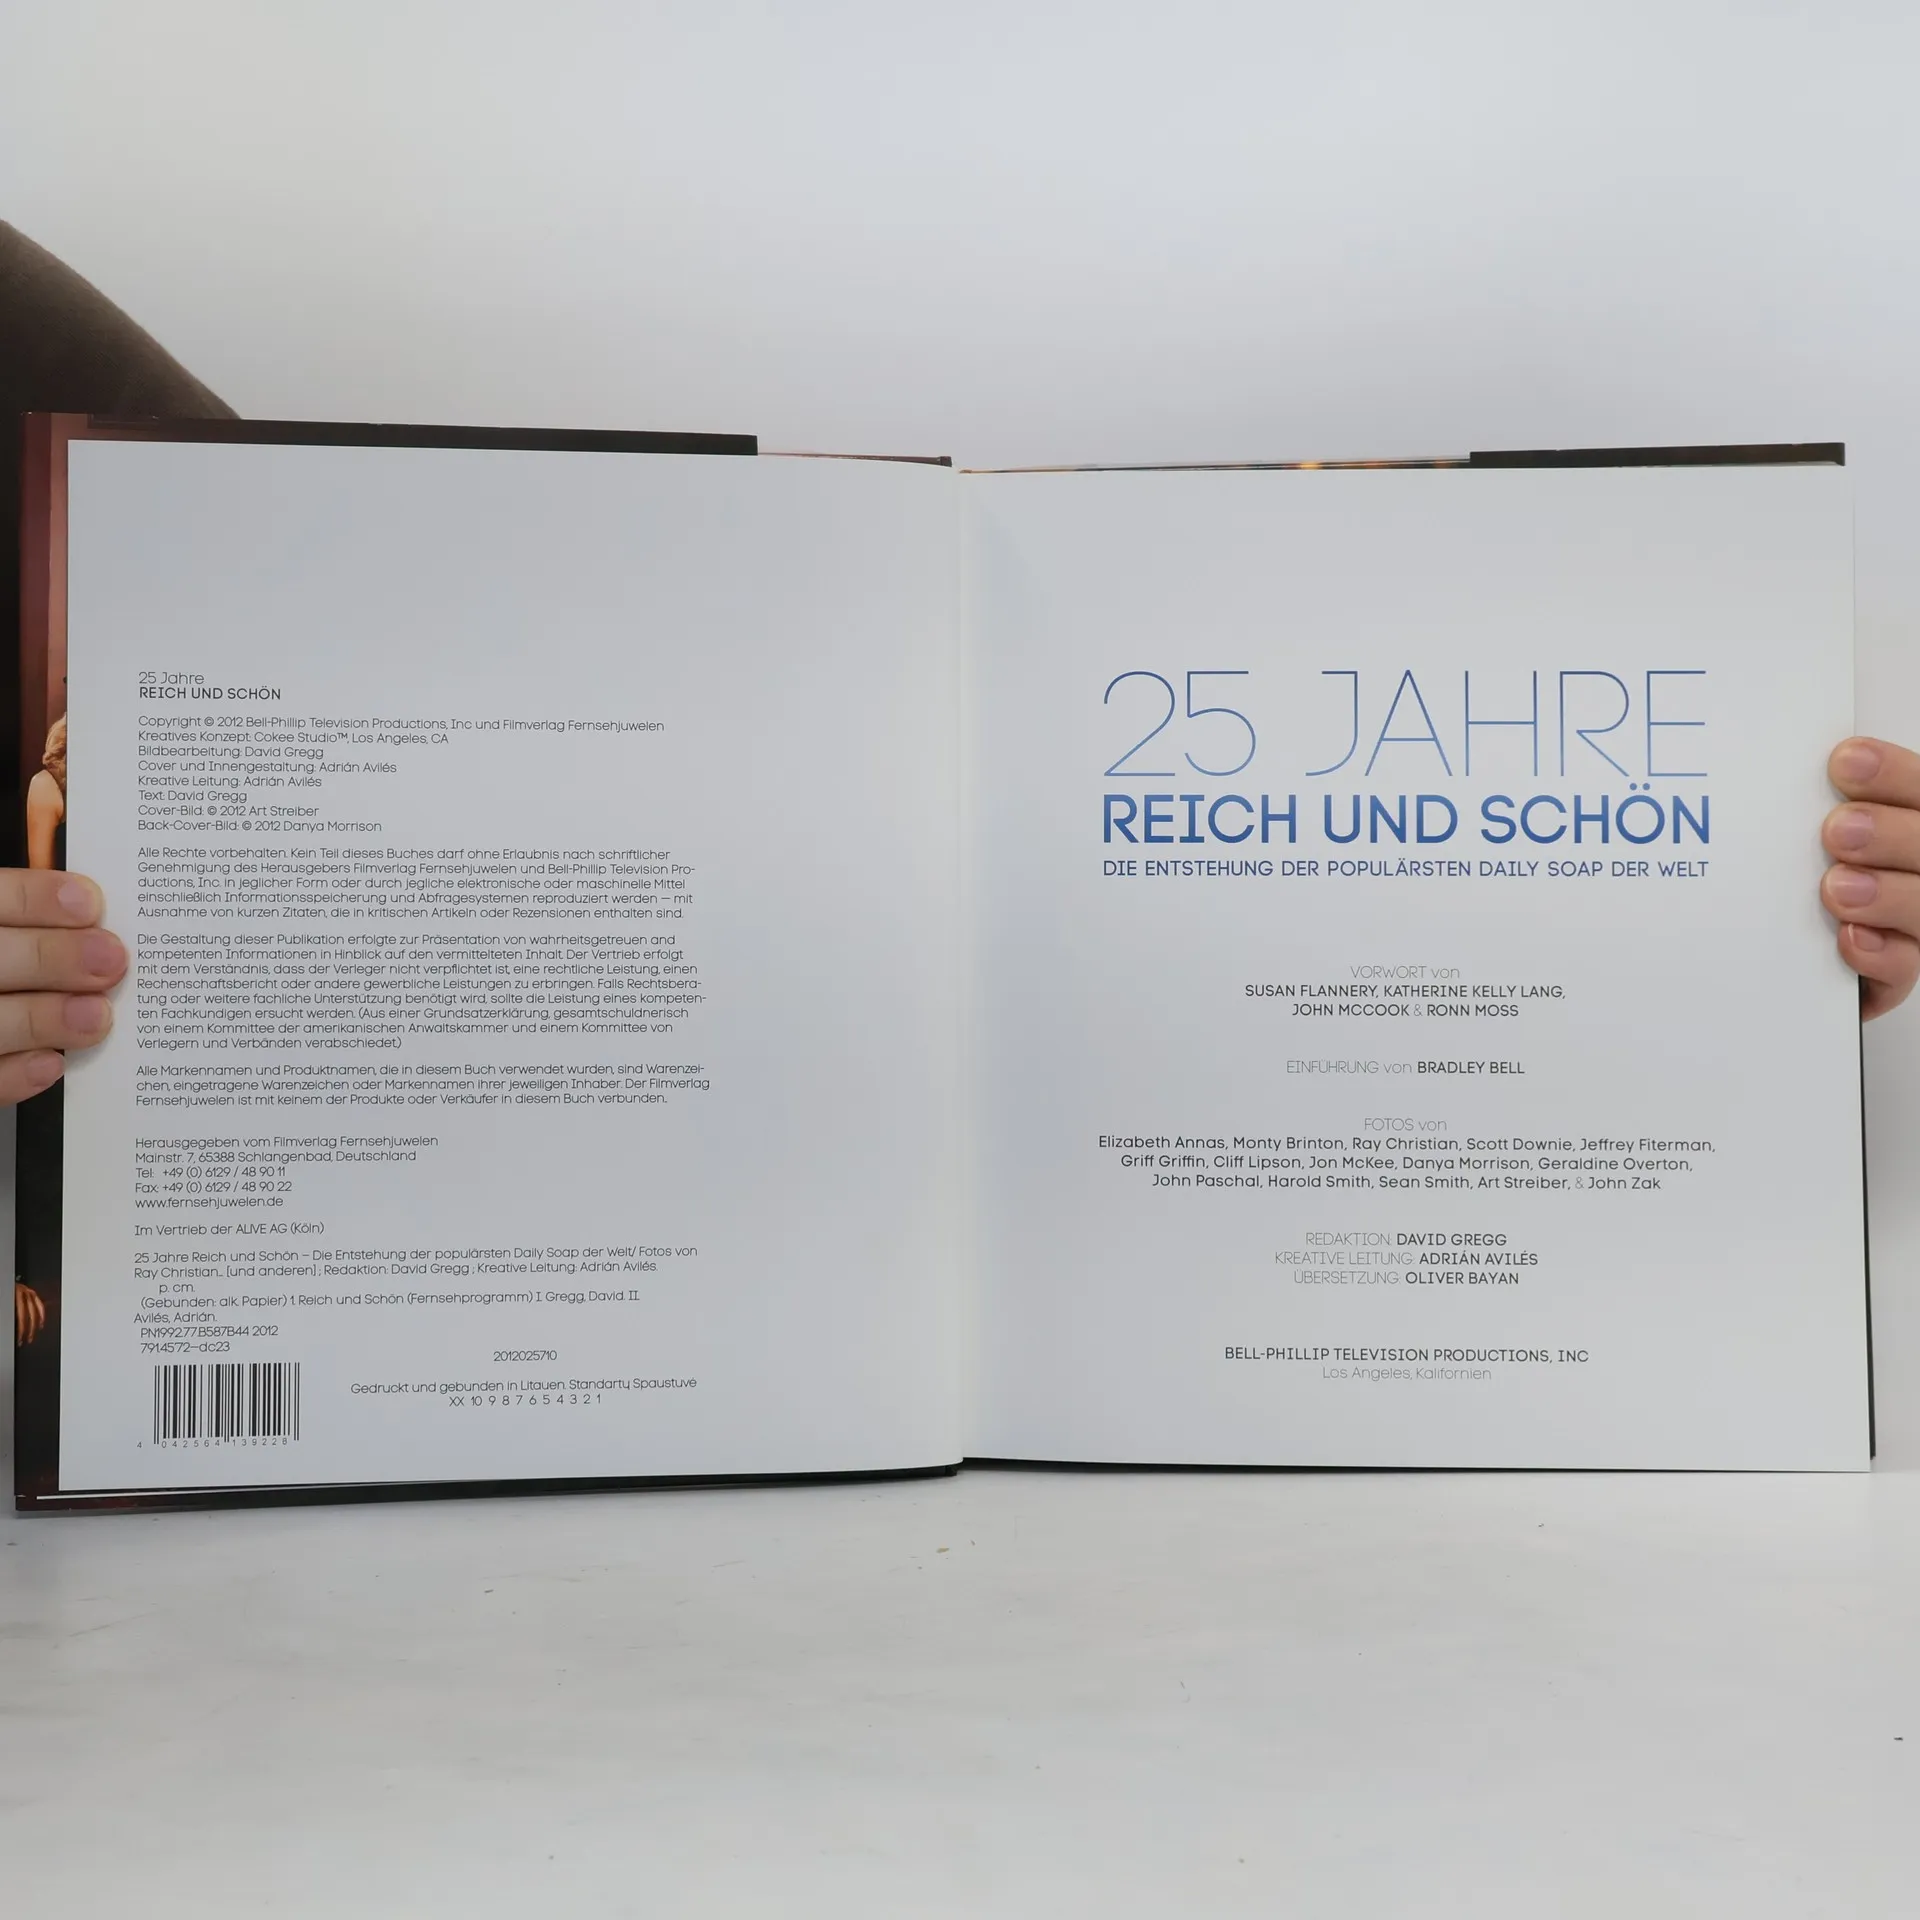 25 Jahre
REICH UND SCHÖN
Copyright © 2012 Bell-Phillip Television Productions, Inc und Filmverlag Fernsehjuwelen
Kreatives Konzept: Cokee Studio™, Los Angeles, CA
Bildbearbeitung: David Gregg
Cover und Innengestaltung: Adrián Avilés
Kreative Leitung: Adrián Avilés
Text: David Gregg
Cover-Bild: © 2012 Art Streiber
Back-Cover-Bild: © 2012 Danya Morrison
Alle Rechte vorbehalten. Kein Teil dieses Buches darf ohne Erlaubnis nach schriftlicher
Genehmigung des Herausgebers Filmverlag Fernsehjuwelen und Bell-Phillip Television Pro-
ductions, Inc. in jeglicher Form oder durch jegliche elektronische oder maschinelle Mittel
einschließlich Informationsspeicherung und Abfragesystemen reproduziert werden — mit
Ausnahme von kurzen Zitaten, die in kritischen Artikeln oder Rezensionen enthalten sind.
Die Gestaltung dieser Publikation erfolgte zur Präsentation von wahrheitsgetreuen and
kompetenten Informationen in Hinblick auf den vermittelteten Inhalt. Der Vertrieb erfolgt
mit dem Verständnis, dass der Verleger nicht verpflichtet ist, eine rechtliche Leistung, einen
Rechenschaftsbericht oder andere gewerbliche Leistungen zu erbringen. Falls Rechtsbera-
tung oder weitere fachliche Unterstützung benötigt wird, sollte die Leistung eines kompeten-
ten Fachkundigen ersucht werden. (Aus einer Grundsatzerklärung, gesamtschuldnerisch
von einem Kommittee der amerikanischen Anwaltskammer und einem Kommittee von
Verlegern und Verbänden verabschiedet.)
Alle Markennamen und Produktnamen, die in diesem Buch verwendet wurden, sind Warenzei-
chen, eingetragene Warenzeichen oder Markennamen ihrer jeweiligen Inhaber. Der Filmverlag
Fernsehjuwelen ist mit keinem der Produkte oder Verkäufer in diesem Buch verbunden.
Herausgegeben vom Filmverlag Fernsehjuwelen
Mainstr. 7, 65388 Schlangenbad, Deutschland
Tel: +49 (0) 6129 / 48 90 11
Fax: +49 (0) 6129 / 48 90 22
www.fernsehjuwelen.de
Im Vertrieb der ALIVE AG (Köln)
25 Jahre Reich und Schön – Die Entstehung der populärsten Daily Soap der Welt/ Fotos von
Ray Christian... [und anderen] ; Redaktion: David Gregg ; Kreative Leitung: Adrián Avilés.
p. cm.
(Gebunden: alk. Papier) 1. Reich und Schön (Fernsehprogramm) I. Gregg, David. II.
Avilés, Adrián.
PN1992.77.B587B44 2012
791.4572—dc23
2012025710
Gedruckt und gebunden in Litauen. Standartų Spaustuvė
XX 10 9 8 7 6 5 4 3 2 1
4 042564 139228
25 JAHRE
REICH UND SCHÖN
DIE ENTSTEHUNG DER POPULÄRSTEN DAILY SOAP DER WELT
VORWORT von
SUSAN FLANNERY, KATHERINE KELLY LANG,
JOHN MCCOOK & RONN MOSS
EINFÜHRUNG von BRADLEY BELL
FOTOS von
Elizabeth Annas, Monty Brinton, Ray Christian, Scott Downie, Jeffrey Fiterman,
Griff Griffin, Cliff Lipson, Jon McKee, Danya Morrison, Geraldine Overton,
John Paschal, Harold Smith, Sean Smith, Art Streiber, & John Zak
REDAKTION: DAVID GREGG
KREATIVE LEITUNG: ADRIÁN AVILÉS
ÜBERSETZUNG: OLIVER BAYAN
BELL-PHILLIP TELEVISION PRODUCTIONS, INC
Los Angeles, Kalifornien